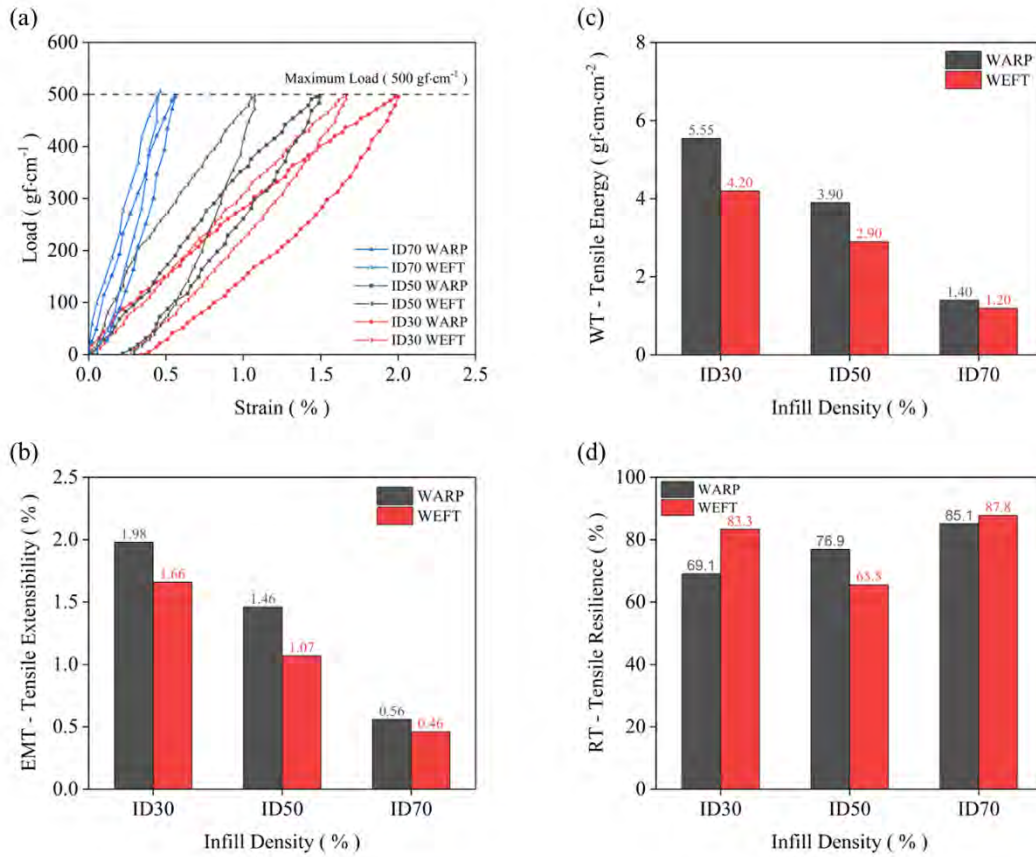 (a)
600
500
400
300
200
100
0
Load ( gf·cm⁻¹ )
Maximum Load ( 500 gf·cm⁻¹ )
ID70 WARP
ID70 WEFT
ID50 WARP
ID50 WEFT
ID30 WARP
ID30 WEFT
0.0 0.5 1.0 1.5 2.0 2.5
Strain ( % )
(c)
8
6
4
2
0
WT - Tensile Energy ( gf·cm·cm⁻² )
WARP
WEFT
5.55
4.20
3.90
2.90
1.40
1.20
ID30 ID50 ID70
Infill Density ( % )
(b)
2.5
2.0
1.5
1.0
0.5
0.0
EMT - Tensile Extensibility ( % )
WARP
WEFT
1.98
1.66
1.46
1.07
0.56
0.46
ID30 ID50 ID70
Infill Density ( % )
(d)
100
80
60
40
20
0
RT - Tensile Resilience ( % )
WARP
WEFT
69.1
83.3
76.9
85.1
87.8
ID30 ID50 ID70
Infill Density ( % )